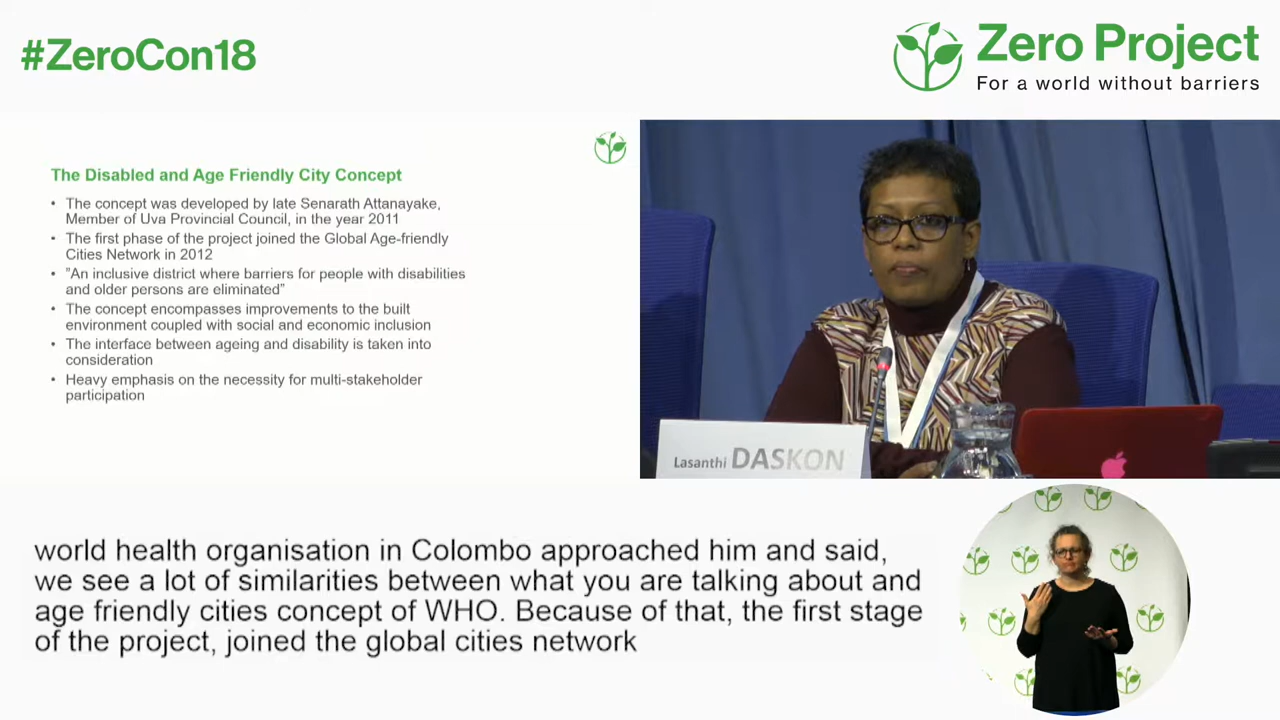 #ZeroCon18
Zero Project
For a world without barriers
The Disabled and Age Friendly City Concept
• The concept was developed by late Senarath Attanayake,
Member of Uva Provincial Council, in the year 2011
• The first phase of the project joined the Global Age-friendly
Cities Network in 2012
• "An inclusive district where barriers for people with disabilities
and older persons are eliminated"
• The concept encompasses improvements to the built
environment coupled with social and economic inclusion
• The interface between ageing and disability is taken into
consideration
• Heavy emphasis on the necessity for multi-stakeholder
participation
Lasanthi DASKON
world health organisation in Colombo approached him and said,
we see a lot of similarities between what you are talking about and
age friendly cities concept of WHO. Because of that, the first stage
of the project, joined the global cities network